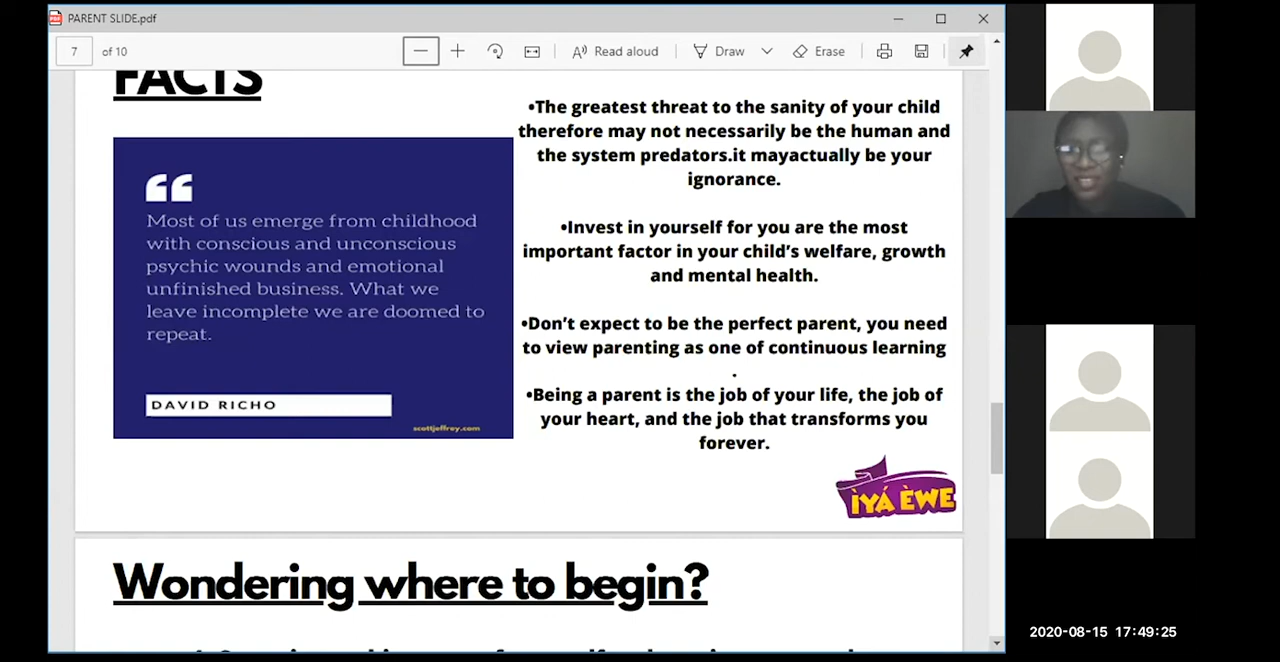 PARENT SLIDE.pdf
7 of 10
Read aloud
Draw
Erase
FACTS
Most of us emerge from childhood
with conscious and unconscious
psychic wounds and emotional
unfinished business. What we
leave incomplete we are doomed to
repeat.
DAVID RICHO
scottjeffrey.com
•The greatest threat to the sanity of your child
therefore may not necessarily be the human and
the system predators.it mayactually be your
ignorance.
•Invest in yourself for you are the most
important factor in your child’s welfare, growth
and mental health.
•Don’t expect to be the perfect parent, you need
to view parenting as one of continuous learning
.
•Being a parent is the job of your life, the job of
your heart, and the job that transforms you
forever.
ÌYÁ ÈWE
Wondering where to begin?
2020-08-15 17:49:25